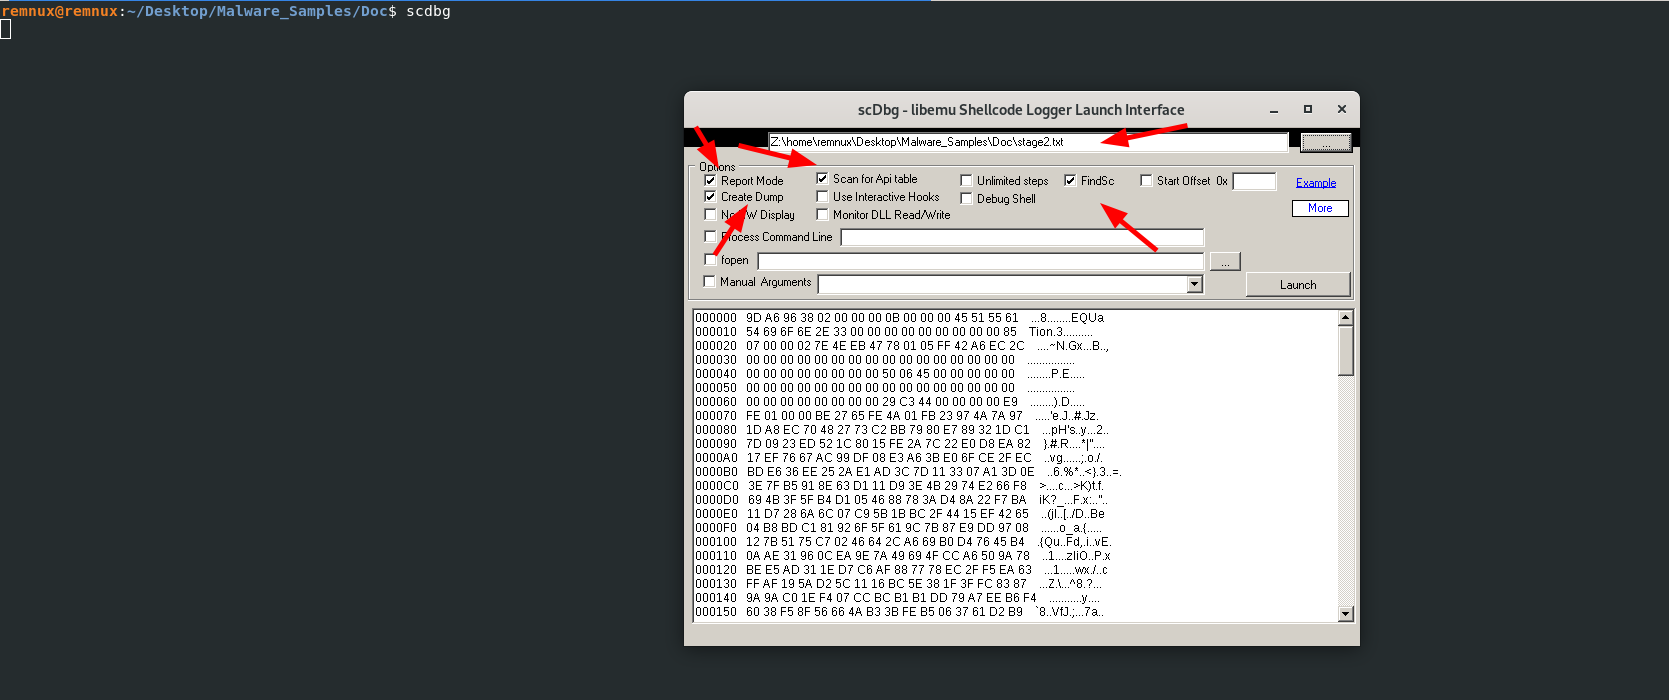 remnux@remnux:~/Desktop/Malware_Samples/Doc$ scdbg
scDbg - libemu Shellcode Logger Launch Interface
Z:\home\remnux\Desktop\Malware_Samples\Doc\stage2.txt
...
Options
Report Mode Scan for Api table Unlimited steps FindSc Start Offset 0x Example
Create Dump Use Interactive Hooks Debug Shell More
Display Monitor DLL Read/Write
Process Command Line
fopen ...
Manual Arguments Launch
000000 9D A6 96 38 02 00 00 00 0B 00 00 00 45 51 55 61 ...8........EQUa
000010 54 69 6F 6E 2E 33 00 00 00 00 00 00 00 00 00 85 Tion.3..........
000020 07 00 00 02 7E 4E EB 47 78 01 05 FF 42 A6 EC 2C ....~N.Gx...B..,
000030 00 00 00 00 00 00 00 00 00 00 00 00 00 00 00 00 ................
000040 00 00 00 00 00 00 00 00 50 06 45 00 00 00 00 00 ........P.E.....
000050 00 00 00 00 00 00 00 00 00 00 00 00 00 00 00 00 ................
000060 00 00 00 00 00 00 00 00 29 C3 44 00 00 00 00 E9 ........).D.....
000070 FE 01 00 00 BE 27 65 FE 4A 01 FB 23 97 4A 7A 97 .....'e.J..#.Jz.
000080 1D A8 EC 70 48 27 73 C2 BB 79 80 E7 89 32 1D C1 ...pH's..y...2..
000090 7D 09 23 ED 52 1C 80 15 FE 2A 7C 22 E0 D8 EA 82 }.#.R....*|"....
0000A0 17 EF 76 67 AC 99 DF 08 E3 A6 3B E0 6F CE 2F EC ..vg......;.o./.
0000B0 BD E6 36 EE 25 2A E1 AD 3C 7D 11 33 07 A1 3D 0E ..6.%*..<}.3..=.
0000C0 3E 7F B5 91 8E 63 D1 11 D9 3E 4B 29 74 E2 66 F8 >....c...>K)t.f.
0000D0 69 4B 3F 5F B4 D1 05 46 88 78 3A D4 8A 22 F7 BA iK?_...F.x:.."..
0000E0 11 D7 28 6A 6C 07 C9 5B 1B BC 2F 44 15 EF 42 65 ..(jl..[../D..Be
0000F0 04 B8 BD C1 81 92 6F 5F 61 9C 7B 87 E9 DD 97 08 ......o_a.{.....
000100 12 7B 51 75 C7 02 46 64 2C A6 69 B0 D4 76 45 B4 .{Qu..Fd,.i..vE.
000110 0A AE 31 96 0C EA 9E 7A 49 69 4F CC A6 50 9A 78 ..1....zIiO..P.x
000120 BE E5 AD 31 1E D7 C6 AF 88 77 78 EC 2F F5 EA 63 ...1.....wx./..c
000130 FF AF 19 5A D2 5C 11 16 BC 5E 38 1F 3F FC 83 87 ...Z.\...^8.?...
000140 9A 9A C0 1E F4 07 CC BC B1 B1 DD 79 A7 EE B6 F4 ...........y....
000150 60 38 F5 8F 56 66 4A B3 3B FE B5 06 37 61 D2 B9 `8..VfJ.;...7a..